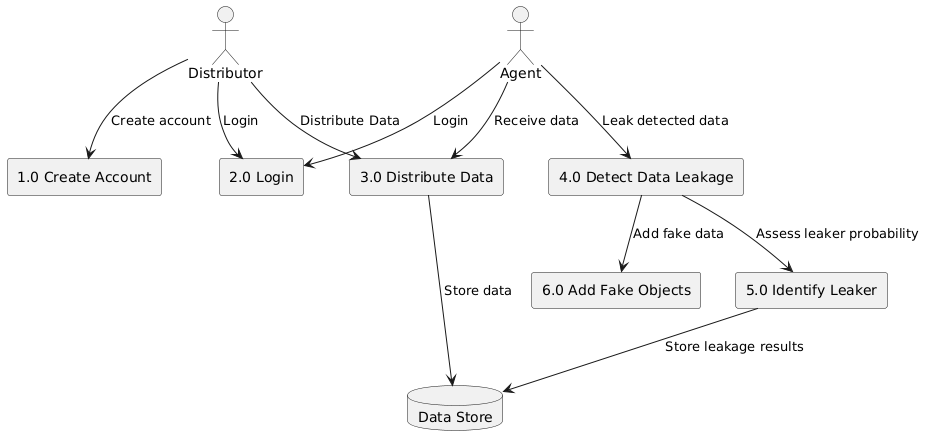 Distributor
Agent
Create account
Login
Distribute Data
Login
Receive data
Leak detected data
1.0 Create Account
2.0 Login
3.0 Distribute Data
4.0 Detect Data Leakage
Add fake data
Assess leaker probability
Store data
6.0 Add Fake Objects
5.0 Identify Leaker
Store leakage results
Data Store